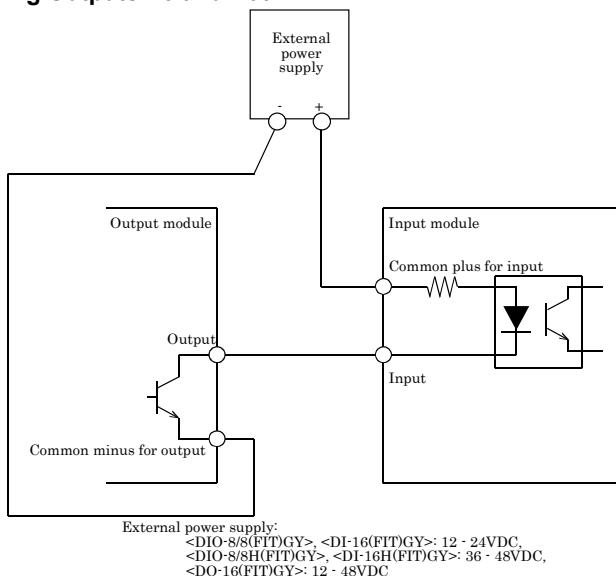 External
power
supply
- +
Output module
Input module
Common plus for input
Output
Input
Common minus for output
External power supply:
<DIO-8/8(FIT)GY>, <DI-16(FIT)GY>: 12 - 24VDC,
<DIO-8/8H(FIT)GY>, <DI-16H(FIT)GY>: 36 - 48VDC,
<DO-16(FIT)GY>: 12 - 48VDC